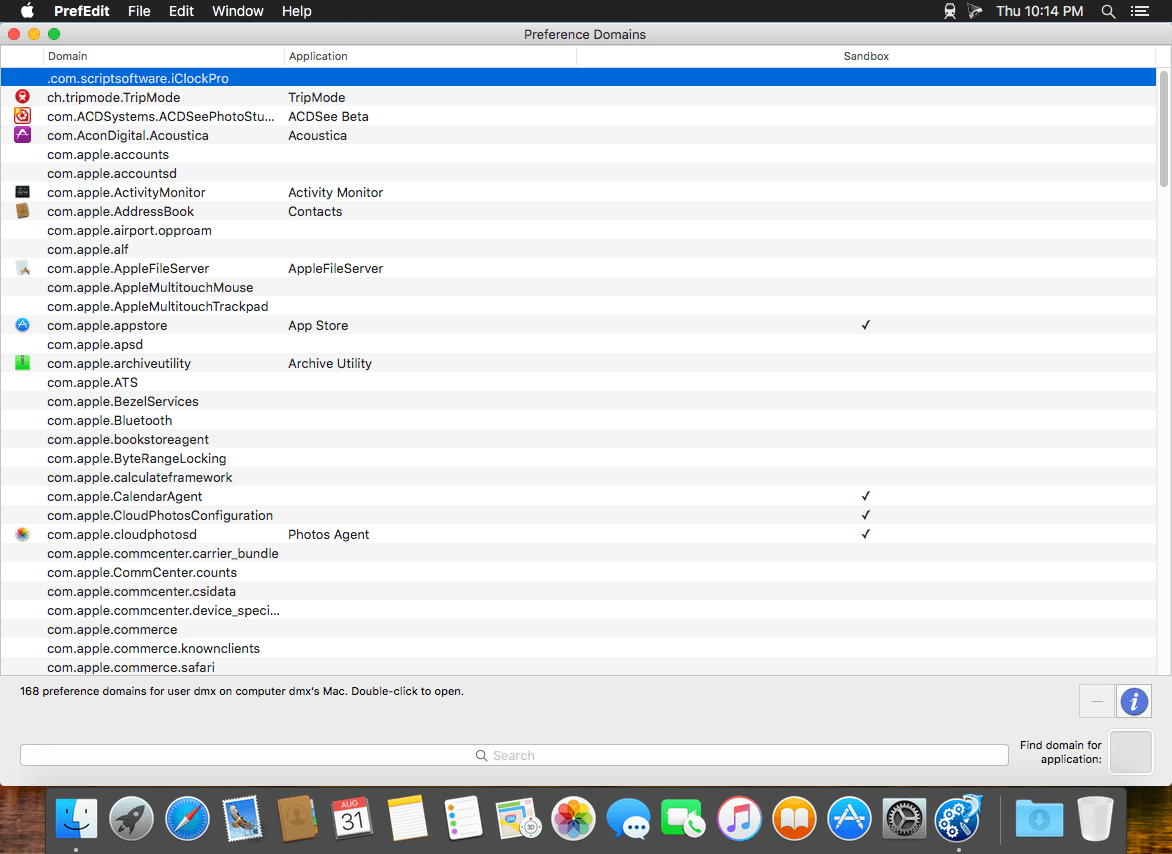 PrefEdit File Edit Window Help Thu 10:14 PM
Preference Domains
Domain Application Sandbox
.com.scriptsoftware.iClockPro
ch.tripmode.TripMode TripMode
com.ACDSystems.ACDSeePhotoStu... ACDSee Beta
com.AconDigital.Acoustica Acoustica
com.apple.accounts
com.apple.accountsd
com.apple.ActivityMonitor Activity Monitor
com.apple.AddressBook Contacts
com.apple.airport.opproam
com.apple.alf
com.apple.AppleFileServer AppleFileServer
com.apple.AppleMultitouchMouse
com.apple.AppleMultitouchTrackpad
com.apple.appstore App Store ✓
com.apple.apsd
com.apple.archiveutility Archive Utility
com.apple.ATS
com.apple.BezelServices
com.apple.Bluetooth
com.apple.bookstoreagent
com.apple.ByteRangeLocking
com.apple.calculateframework
com.apple.CalendarAgent ✓
com.apple.CloudPhotosConfiguration ✓
com.apple.cloudphotosd Photos Agent ✓
com.apple.commcenter.carrier_bundle
com.apple.CommCenter.counts
com.apple.commcenter.csidata
com.apple.commcenter.device_speci...
com.apple.commerce
com.apple.commerce.knownclients
com.apple.commerce.safari
168 preference domains for user dmx on computer dmx's Mac. Double-click to open.
Search
Find domain for
application:
AUG
31
3D